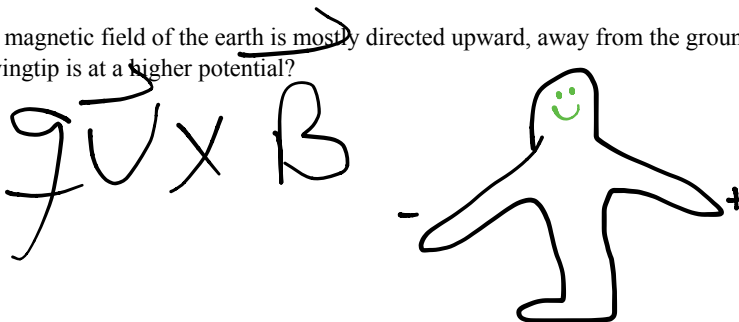 magnetic field of the earth is mostly directed upward, away from the groun
ingtip is at a higher potential?
qv x B
- +